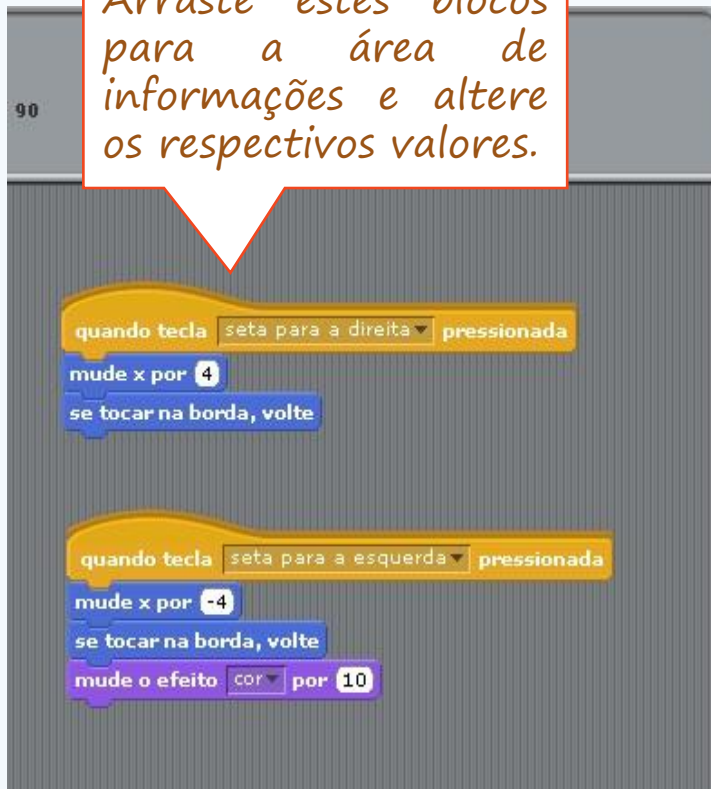 Arraste estes blocos
para a área de
informações e altere
os respectivos valores.
90
quando tecla seta para a direita pressionada
mude x por 4
se tocar na borda, volte
quando tecla seta para a esquerda pressionada
mude x por -4
se tocar na borda, volte
mude o efeito cor por 10